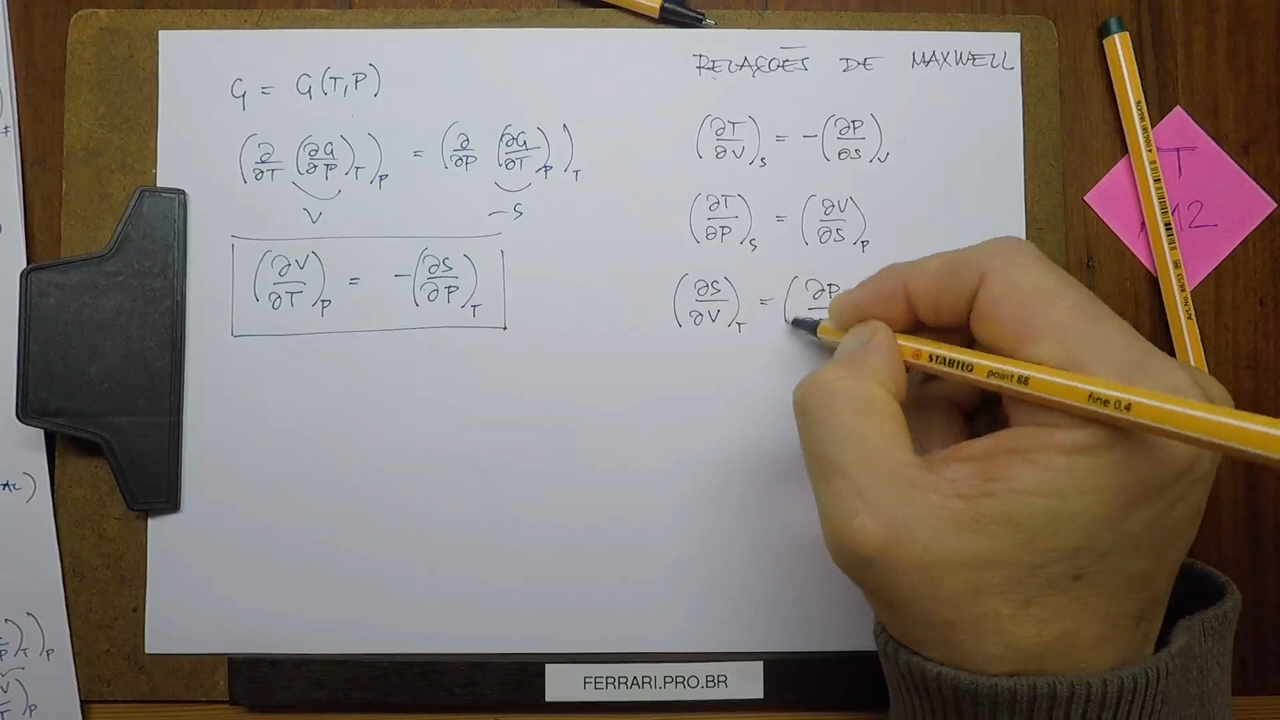 G = G(T,P)
(∂/∂T (∂G/∂P)_T)_P = (∂/∂P (∂G/∂T)_P)_T
V -S
(∂V/∂T)_P = -(∂S/∂P)_T
RELAÇÕES DE MAXWELL
(∂T/∂V)_S = -(∂P/∂S)_V
(∂T/∂P)_S = (∂V/∂S)_P
(∂S/∂V)_T = (∂P
STABILO point 88 fine 0,4
T
12
FERRARI.PRO.BR